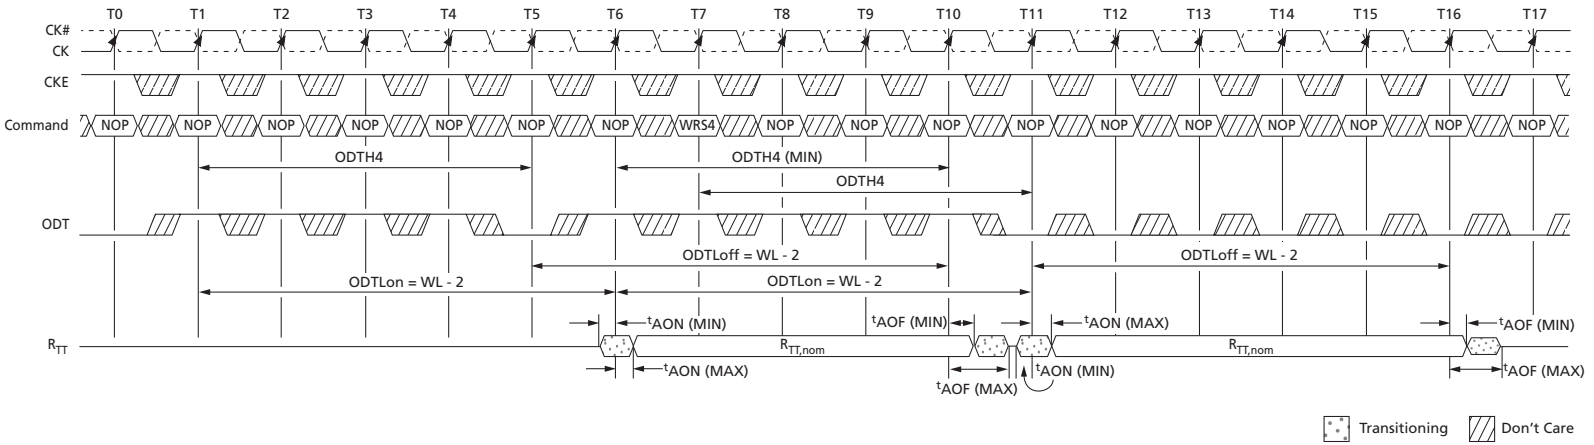 T0 T1 T2 T3 T4 T5 T6 T7 T8 T9 T10 T11 T12 T13 T14 T15 T16 T17
CK#
CK
CKE
Command NOP NOP NOP NOP NOP NOP NOP WRS4 NOP NOP NOP NOP NOP NOP NOP NOP NOP NOP
ODTH4 ODTH4 (MIN)
ODTH4
ODT
ODTLoff = WL - 2 ODTLoff = WL - 2
ODTLon = WL - 2 ODTLon = WL - 2
tAON (MIN) tAOF (MIN) tAON (MAX) tAOF (MIN)
RTT RTT,nom RTT,nom
tAON (MAX) tAON (MIN) tAOF (MAX)
tAOF (MAX)
Transitioning Don't Care